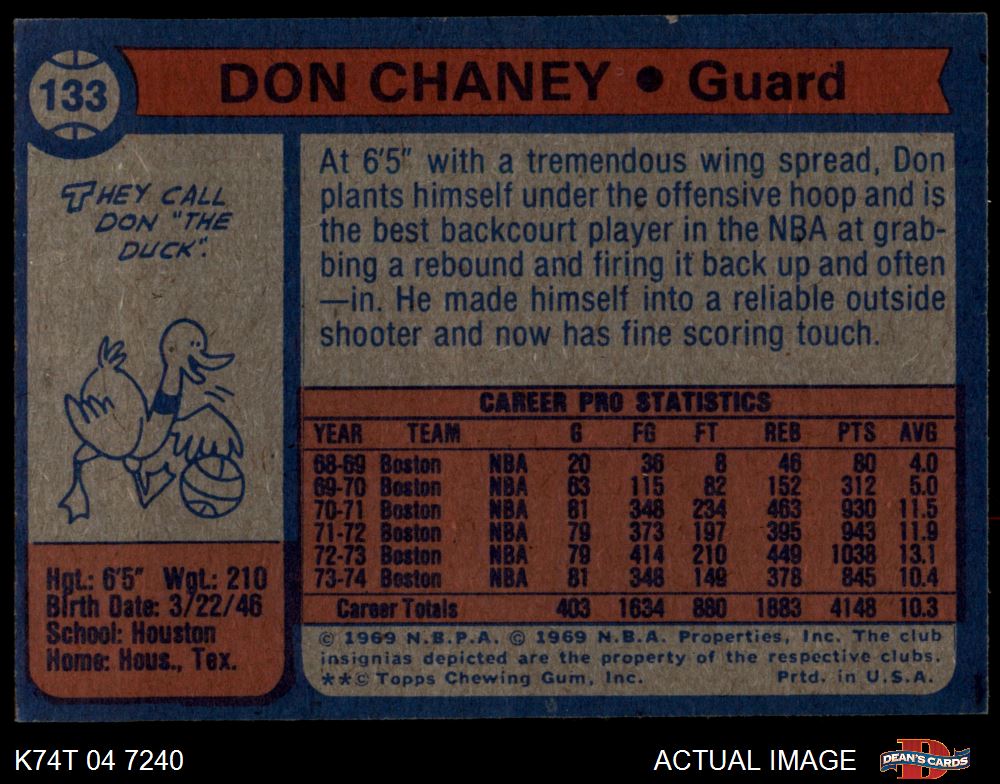 133
DON CHANEY ● Guard
THEY CALL
DON "THE
DUCK".
At 6'5" with a tremendous wing spread, Don
plants himself under the offensive hoop and is
the best backcourt player in the NBA at grab-
bing a rebound and firing it back up and often
—in. He made himself into a reliable outside
shooter and now has fine scoring touch.
CAREER PRO STATISTICS
YEAR TEAM G FG FT REB PTS AVG
68-69 Boston NBA 20 36 8 46 80 4.0
69-70 Boston NBA 63 115 82 152 312 5.0
70-71 Boston NBA 81 348 234 463 930 11.5
71-72 Boston NBA 79 373 197 395 943 11.9
72-73 Boston NBA 79 414 210 449 1038 13.1
73-74 Boston NBA 81 348 149 378 845 10.4
Career Totals 403 1634 880 1883 4148 10.3
Hgt.: 6'5" Wgt.: 210
Birth Date: 3/22/46
School: Houston
Home: Hous., Tex.
© 1969 N.B.P.A. © 1969 N.B.A. Properties, Inc. The club
insignias depicted are the property of the respective clubs.
**© Topps Chewing Gum, Inc. Prtd. in U.S.A.
K74T 04 7240
ACTUAL IMAGE
D
DEAN'S CARDS